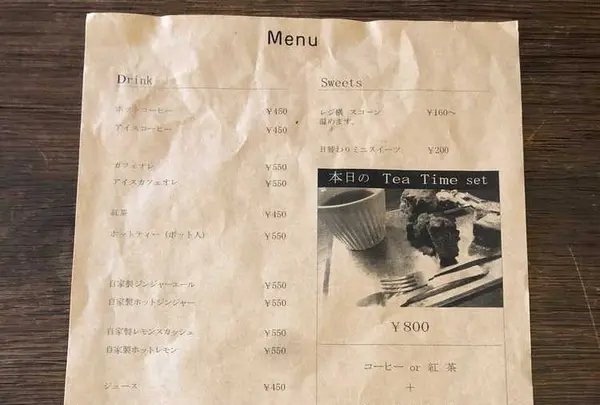 Menu
Drink
ホットコーヒー ¥450
アイスコーヒー ¥450
カフェオレ ¥550
アイスカフェオレ ¥550
紅茶 ¥450
ホットティー (ポット入) ¥550
自家製ジンジャーエール ¥550
自家製ホットジンジャー ¥550
自家製レモンスカッシュ ¥550
自家製ホットレモン ¥550
ジュース ¥450
Sweets
レジ横 スコーン ¥160~
温めます。
日替わりミニスイーツ ¥200
本日の Tea Time set
¥800
コーヒー or 紅茶
+